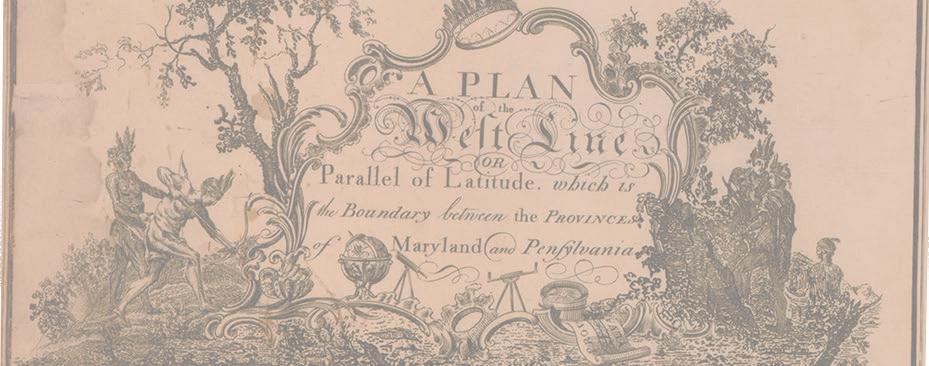 A PLAN
of the
Weſt Line
OR
Parallel of Latitude. which is
the Boundary between the PROVINCES
of Maryland and Penſylvania